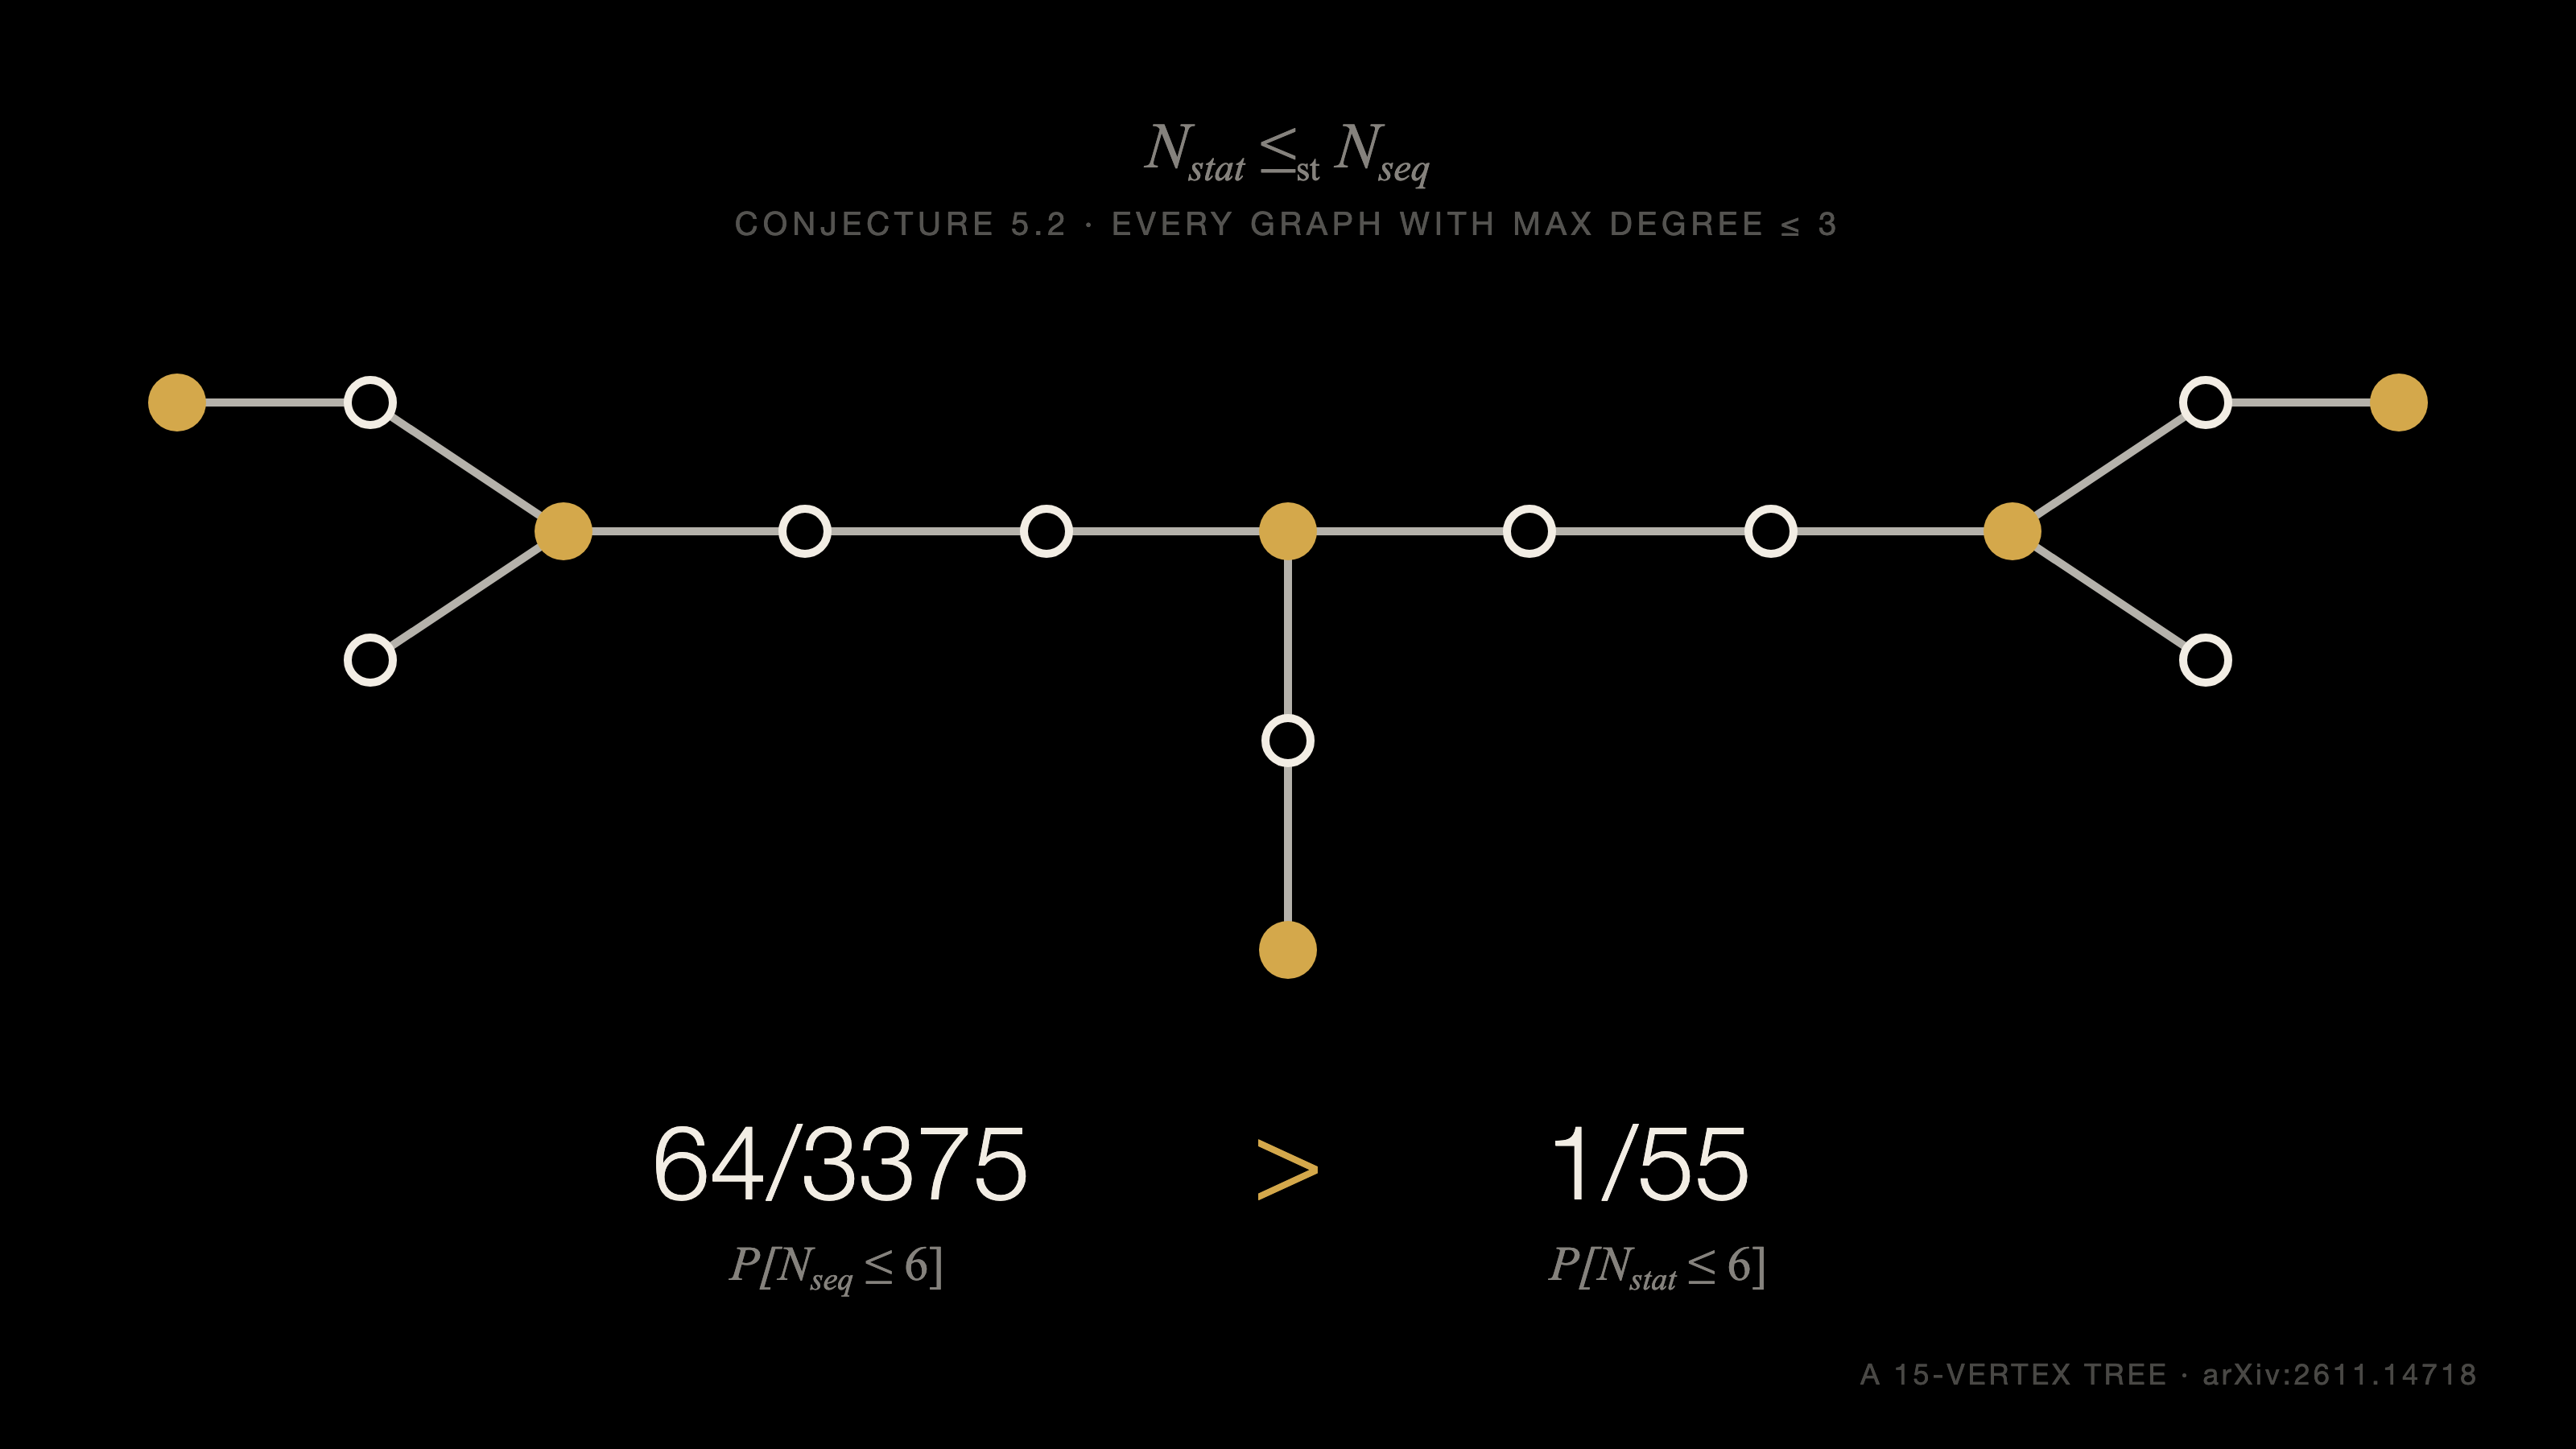 N_stat ≤_st N_seq
CONJECTURE 5.2 · EVERY GRAPH WITH MAX DEGREE ≤ 3
64/3375 > 1/55
P[N_seq ≤ 6] P[N_stat ≤ 6]
A 15-VERTEX TREE · arXiv:2611.14718